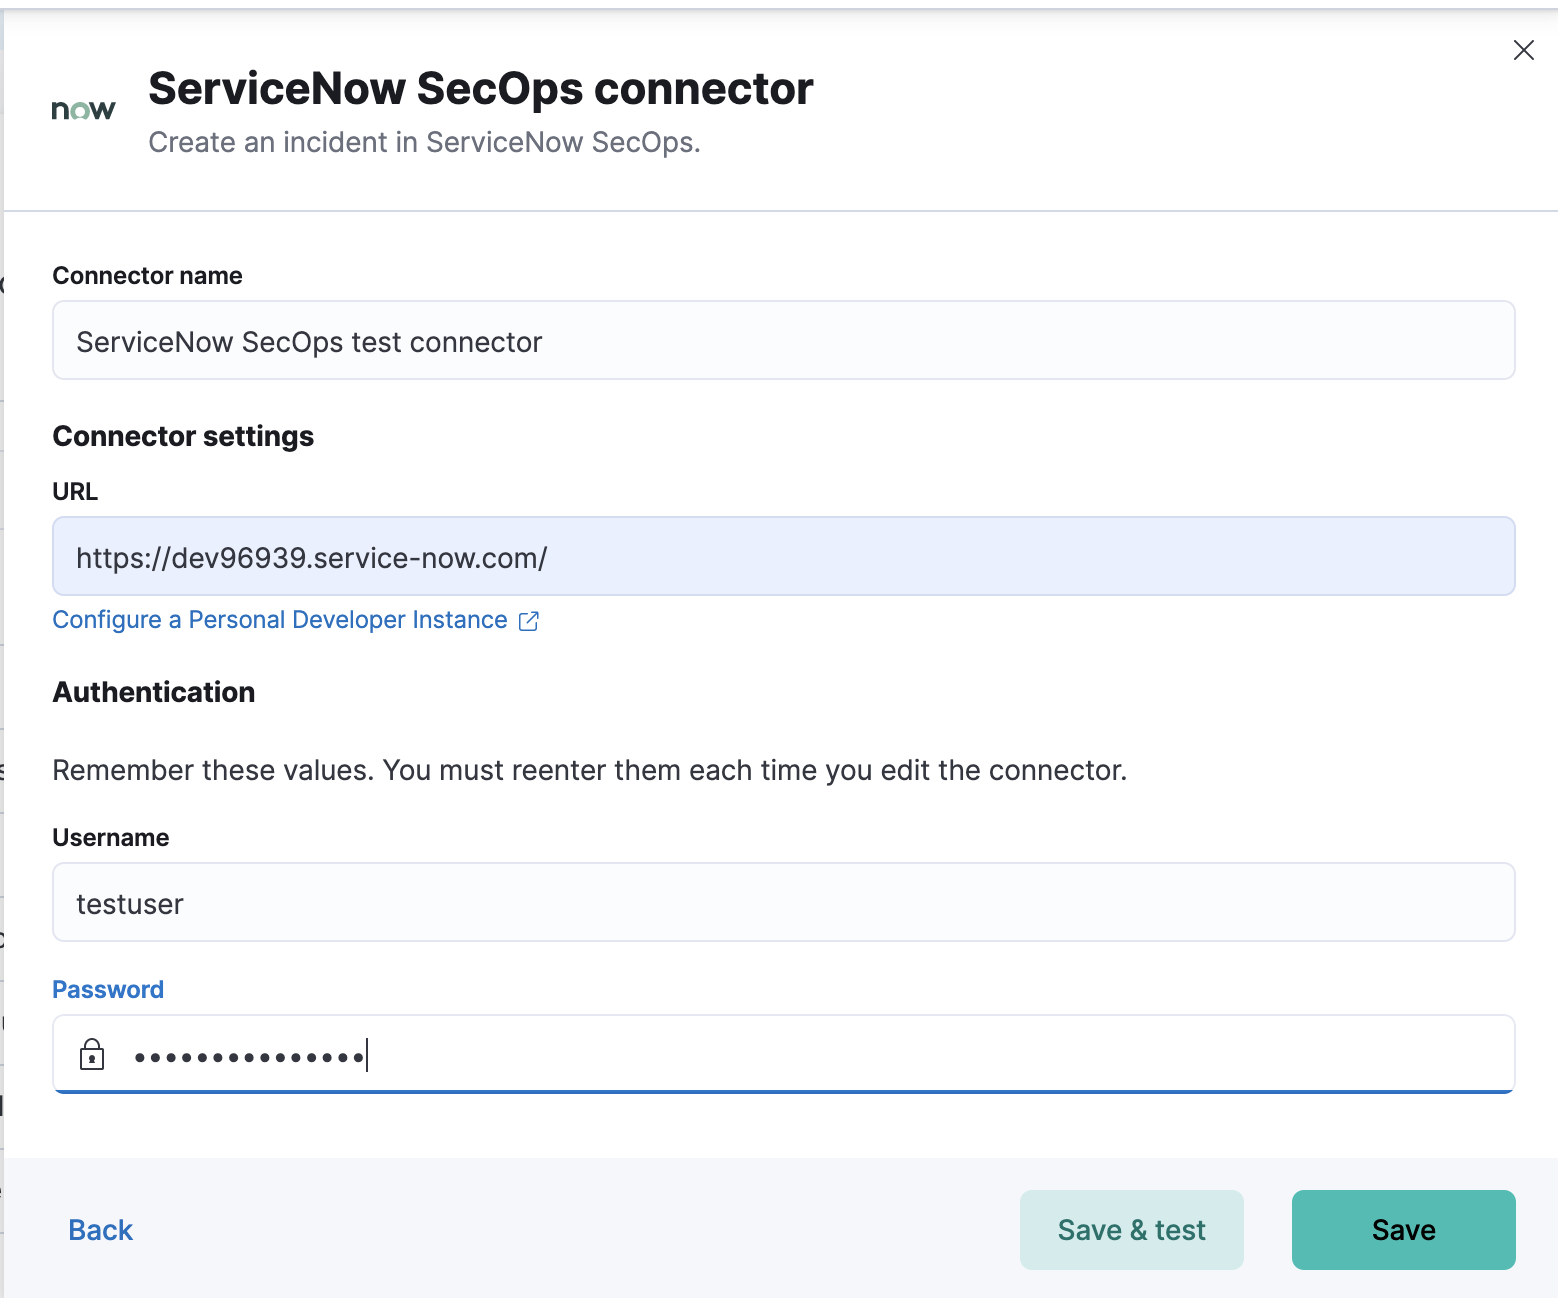 now
ServiceNow SecOps connector
Create an incident in ServiceNow SecOps.
Connector name
ServiceNow SecOps test connector
Connector settings
URL
https://dev96939.service-now.com/
Configure a Personal Developer Instance
Authentication
Remember these values. You must reenter them each time you edit the connector.
Username
testuser
Password
•••••••••••••••
Back
Save & test
Save